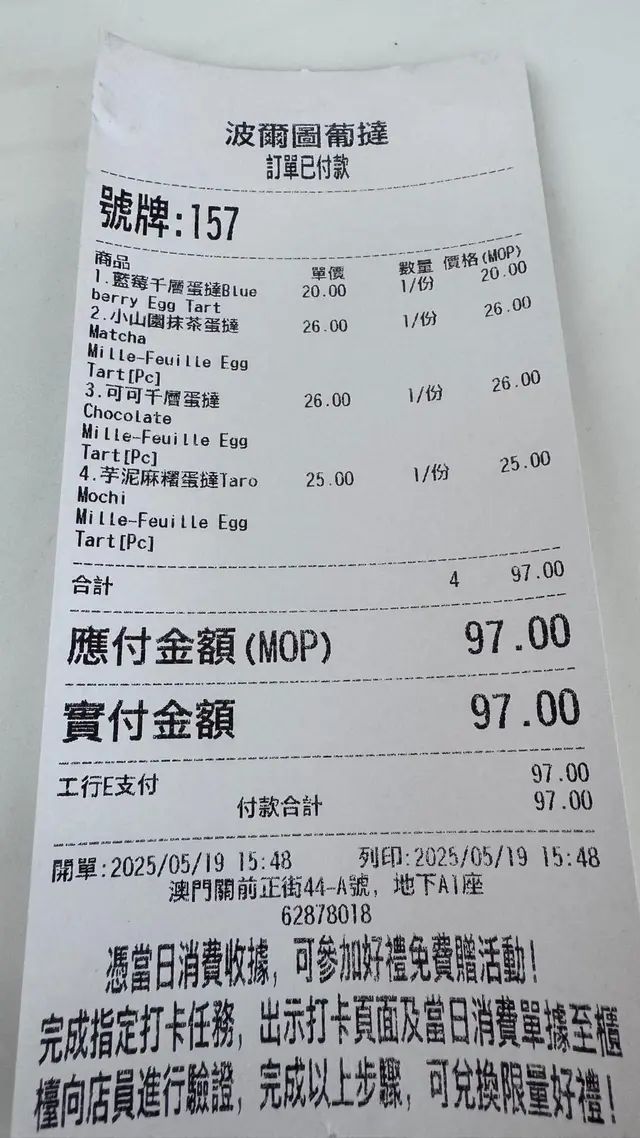 波爾圖葡撻
訂單已付款
號牌:157
商品 單價 數量 價格(MOP)
1.藍莓千層蛋撻Blue 20.00 1/份 20.00
berry Egg Tart
2.小山園抹茶蛋撻 26.00 1/份 26.00
Matcha
Mille-Feuille Egg
Tart[Pc]
3.可可千層蛋撻 26.00 1/份 26.00
Chocolate
Mille-Feuille Egg
Tart[Pc]
4.芋泥麻糬蛋撻Taro 25.00 1/份 25.00
Mochi
Mille-Feuille Egg
Tart[Pc]
合計 4 97.00
應付金額(MOP) 97.00
實付金額 97.00
工行E支付 97.00
付款合計 97.00
開單:2025/05/19 15:48 列印:2025/05/19 15:48
澳門關前正街44-A號，地下A1座
62878018
憑當日消費收據，可參加好禮免費贈活動!
完成指定打卡任務，出示打卡頁面及當日消費單據至櫃
檯向店員進行驗證，完成以上步驟，可兌換限量好禮!